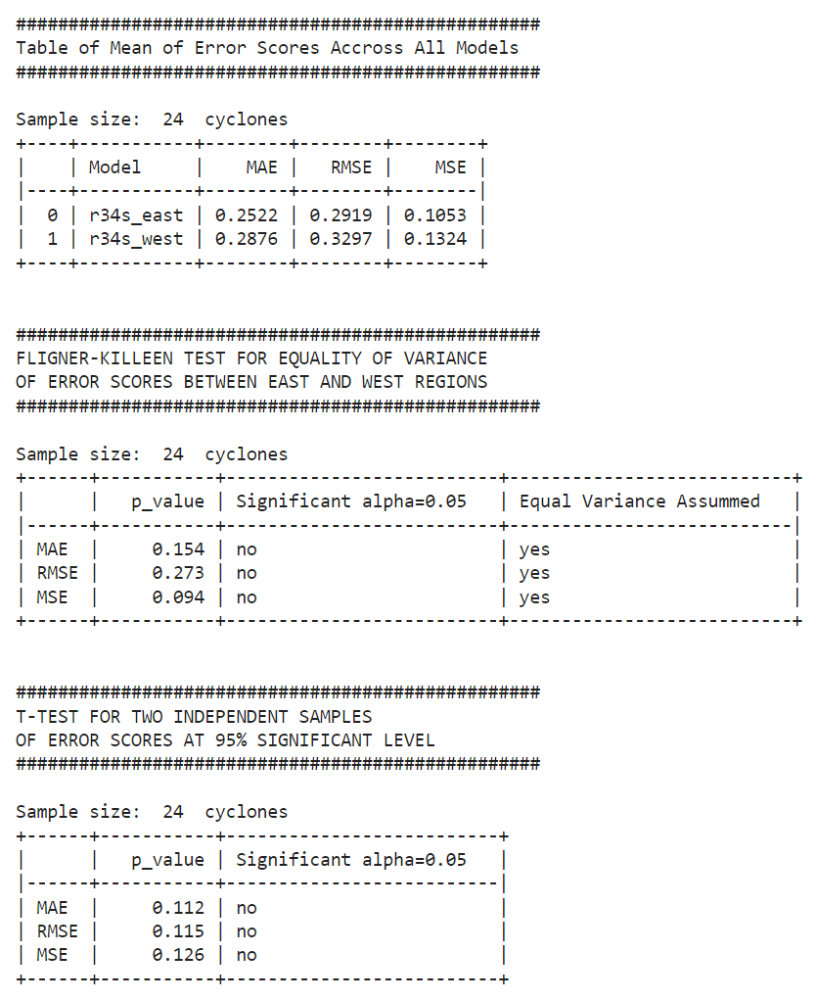 ##################################################
Table of Mean of Error Scores Accross All Models
##################################################
Sample size:  24  cyclones
+----+-----------+--------+--------+--------+
|    | Model     |    MAE |   RMSE |    MSE |
|----+-----------+--------+--------+--------|
|  0 | r34s_east | 0.2522 | 0.2919 | 0.1053 |
|  1 | r34s_west | 0.2876 | 0.3297 | 0.1324 |
+----+-----------+--------+--------+--------+
##################################################
FLIGNER-KILLEEN TEST FOR EQUALITY OF VARIANCE
OF ERROR SCORES BETWEEN EAST AND WEST REGIONS
##################################################
Sample size:  24  cyclones
+------+-----------+--------------------------+---------------------------+
|      |   p_value | Significant alpha=0.05   | Equal Variance Assummed   |
|------+-----------+--------------------------+---------------------------|
| MAE  |     0.154 | no                       | yes                       |
| RMSE |     0.273 | no                       | yes                       |
| MSE  |     0.094 | no                       | yes                       |
+------+-----------+--------------------------+---------------------------+
##################################################
T-TEST FOR TWO INDEPENDENT SAMPLES
OF ERROR SCORES AT 95% SIGNIFICANT LEVEL
##################################################
Sample size:  24  cyclones
+------+-----------+--------------------------+
|      |   p_value | Significant alpha=0.05   |
|------+-----------+--------------------------|
| MAE  |     0.112 | no                       |
| RMSE |     0.115 | no                       |
| MSE  |     0.126 | no                       |
+------+-----------+--------------------------+